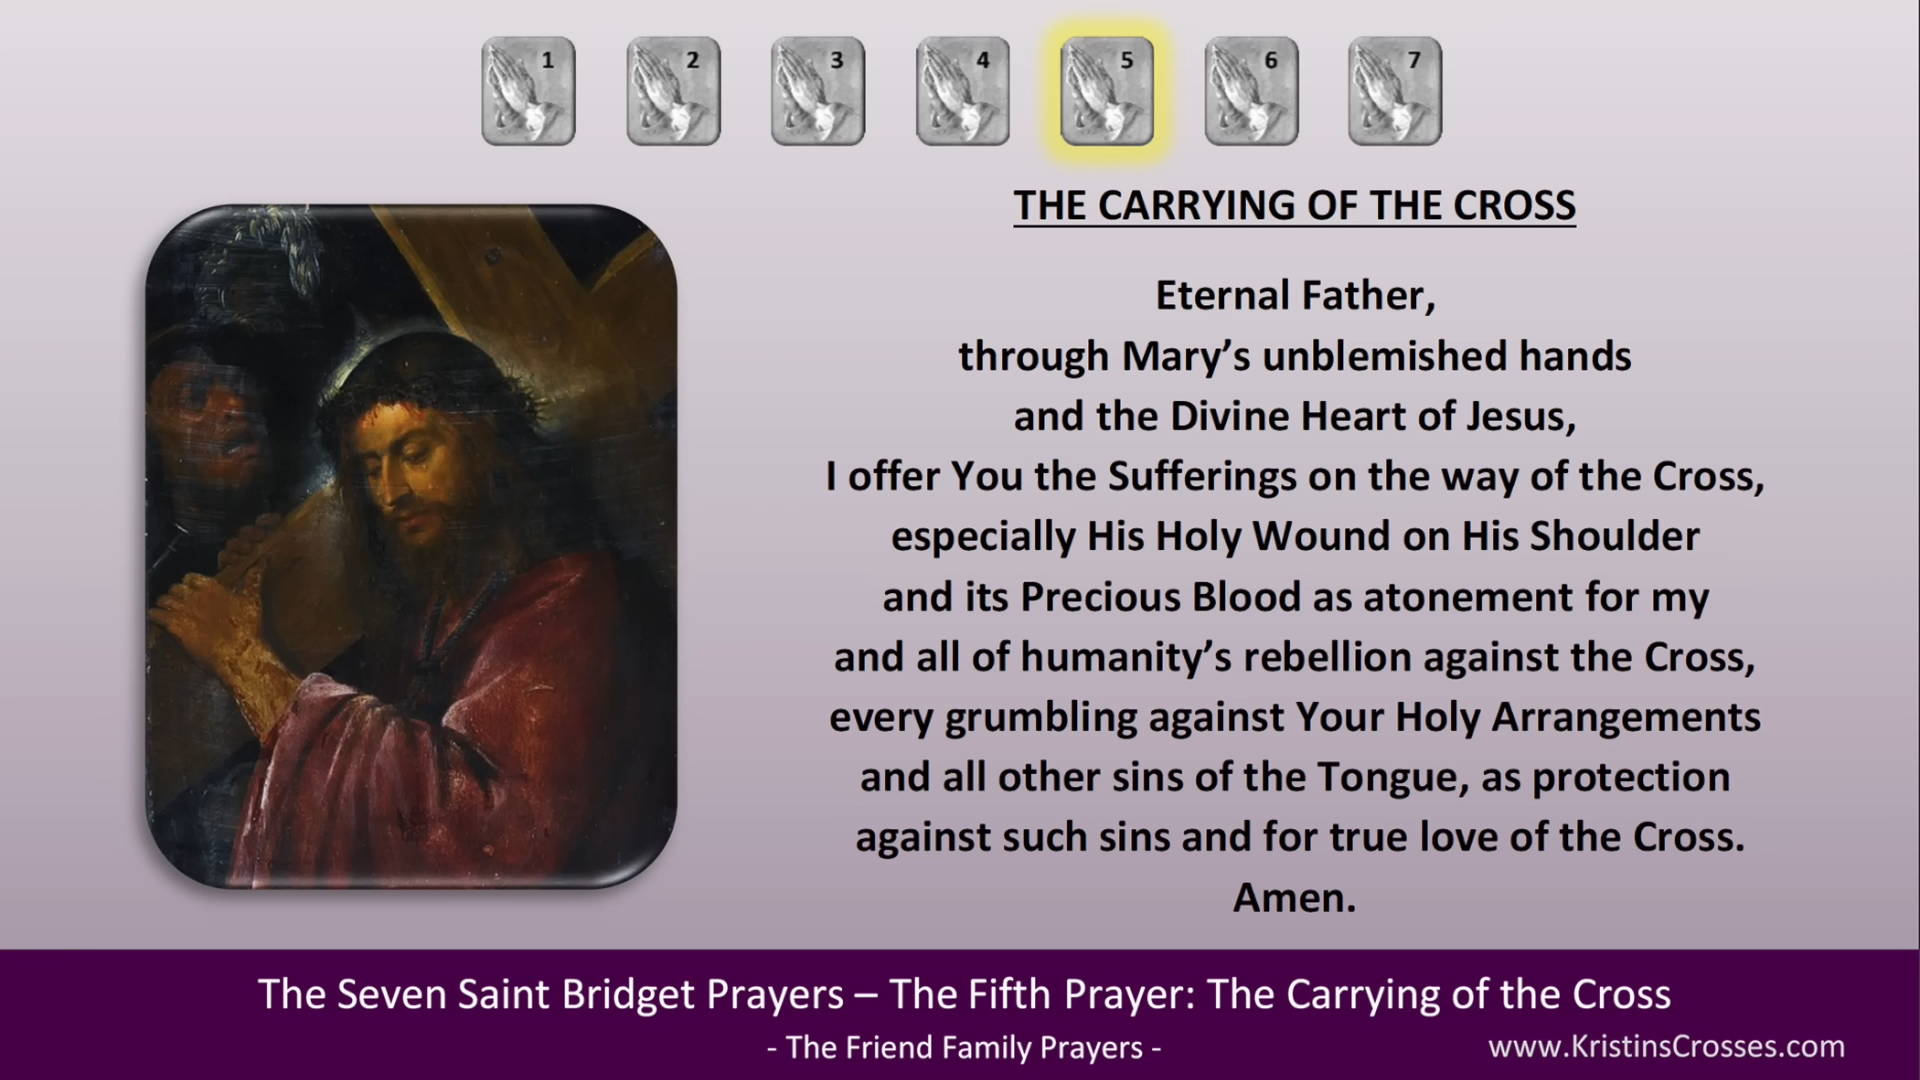 1 2 3 4 5 6 7
THE CARRYING OF THE CROSS
Eternal Father,
through Mary’s unblemished hands
and the Divine Heart of Jesus,
I offer You the Sufferings on the way of the Cross,
especially His Holy Wound on His Shoulder
and its Precious Blood as atonement for my
and all of humanity’s rebellion against the Cross,
every grumbling against Your Holy Arrangements
and all other sins of the Tongue, as protection
against such sins and for true love of the Cross.
Amen.
The Seven Saint Bridget Prayers – The Fifth Prayer: The Carrying of the Cross
- The Friend Family Prayers -
www.KristinsCrosses.com